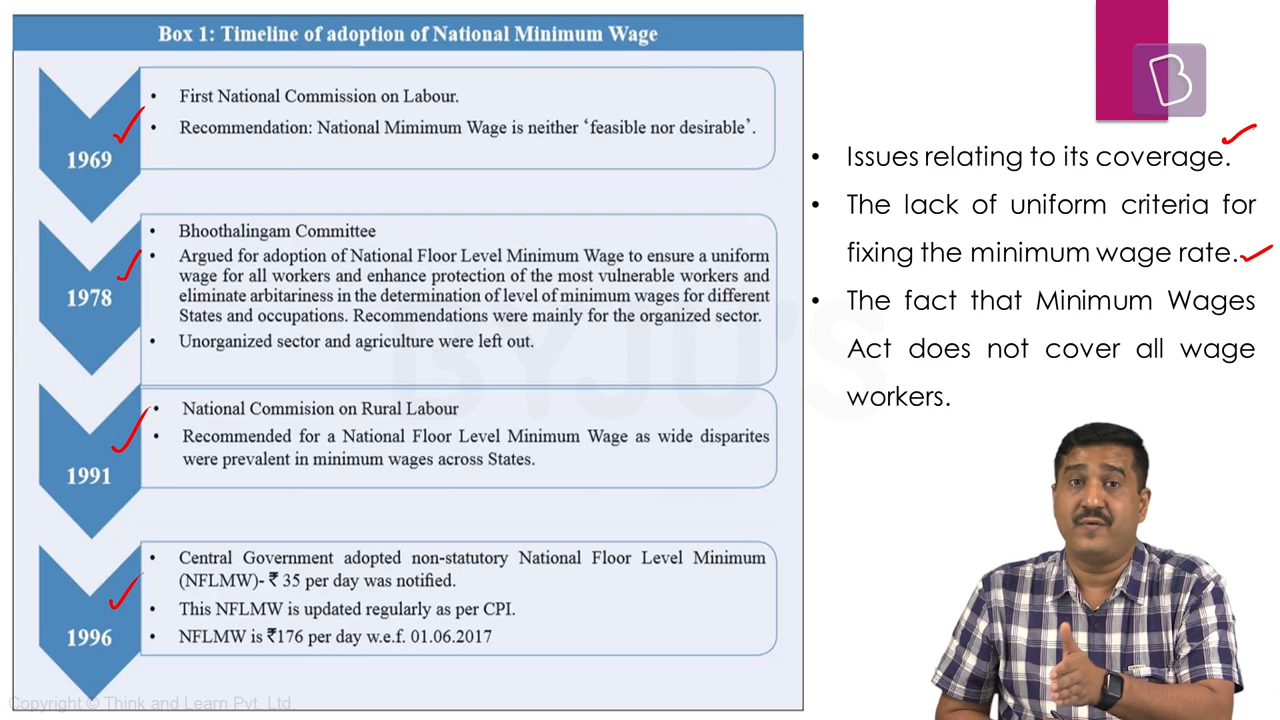 Box 1: Timeline of adoption of National Minimum Wage
1969
• First National Commission on Labour.
• Recommendation: National Mimimum Wage is neither ‘feasible nor desirable’.
1978
• Bhoothalingam Committee
• Argued for adoption of National Floor Level Minimum Wage to ensure a uniform
wage for all workers and enhance protection of the most vulnerable workers and
eliminate arbitariness in the determination of level of minimum wages for different
States and occupations. Recommendations were mainly for the organized sector.
• Unorganized sector and agriculture were left out.
1991
• National Commision on Rural Labour
• Recommended for a National Floor Level Minimum Wage as wide disparites
were prevalent in minimum wages across States.
1996
• Central Government adopted non-statutory National Floor Level Minimum
(NFLMW)- ₹ 35 per day was notified.
• This NFLMW is updated regularly as per CPI.
• NFLMW is ₹176 per day w.e.f. 01.06.2017
• Issues relating to its coverage.
• The lack of uniform criteria for
fixing the minimum wage rate.
• The fact that Minimum Wages
Act does not cover all wage
workers.
BYJU'S
B
Copyright © Think and Learn Pvt. Ltd.